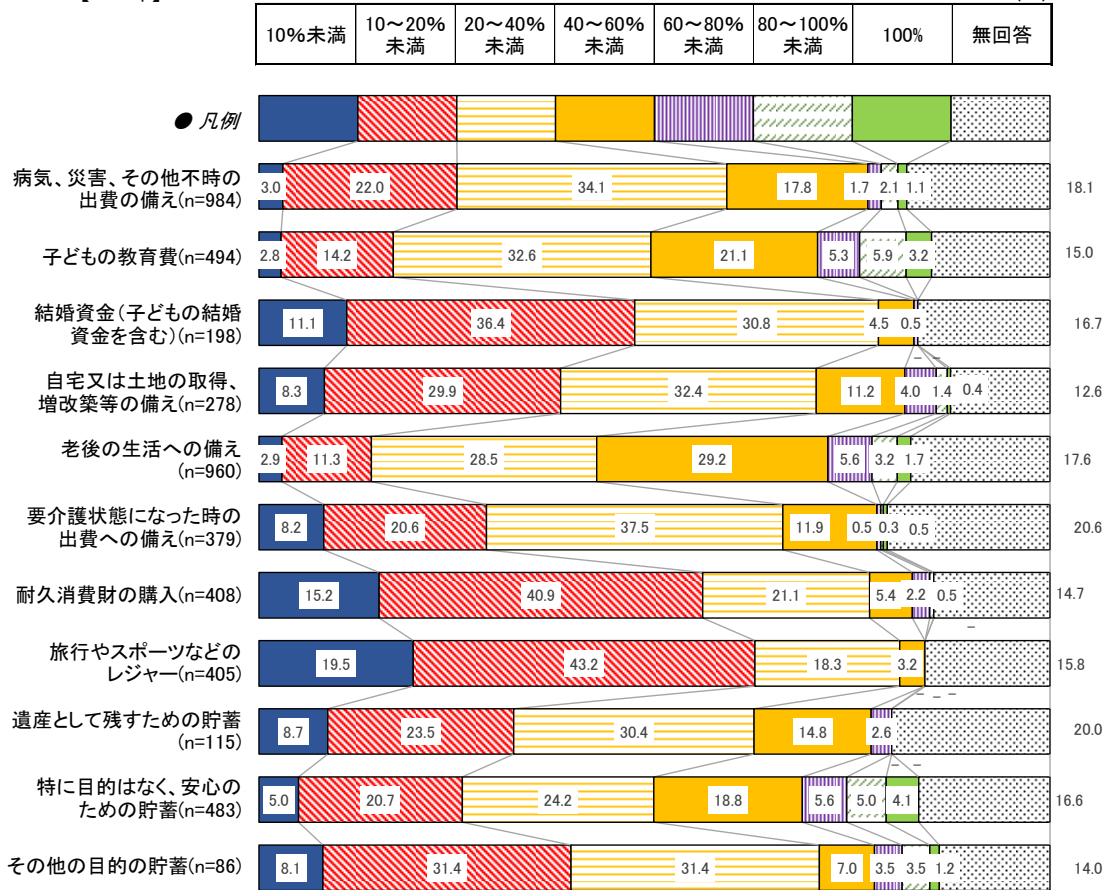 10%未満 10～20%未満 20～40%未満 40～60%未満 60～80%未満 80～100%未満 100% 無回答
● 凡例
病気、災害、その他不時の
出費の備え(n=984)
3.0 22.0 34.1 17.8 1.7 2.1 1.1 18.1
子どもの教育費(n=494)
2.8 14.2 32.6 21.1 5.3 5.9 3.2 15.0
結婚資金(子どもの結婚
資金を含む)(n=198)
11.1 36.4 30.8 4.5 0.5 16.7
－ －
自宅又は土地の取得、
増改築等の備え(n=278)
8.3 29.9 32.4 11.2 4.0 1.4 0.4 12.6
老後の生活への備え
(n=960)
2.9 11.3 28.5 29.2 5.6 3.2 1.7 17.6
要介護状態になった時の
出費への備え(n=379)
8.2 20.6 37.5 11.9 0.5 0.3 0.5 20.6
耐久消費財の購入(n=408)
15.2 40.9 21.1 5.4 2.2 0.5 14.7
－
旅行やスポーツなどの
レジャー(n=405)
19.5 43.2 18.3 3.2 15.8
－ － －
遺産として残すための貯蓄
(n=115)
8.7 23.5 30.4 14.8 2.6 20.0
－ －
特に目的はなく、安心の
ための貯蓄(n=483)
5.0 20.7 24.2 18.8 5.6 5.0 4.1 16.6
その他の目的の貯蓄(n=86)
8.1 31.4 31.4 7.0 3.5 3.5 1.2 14.0